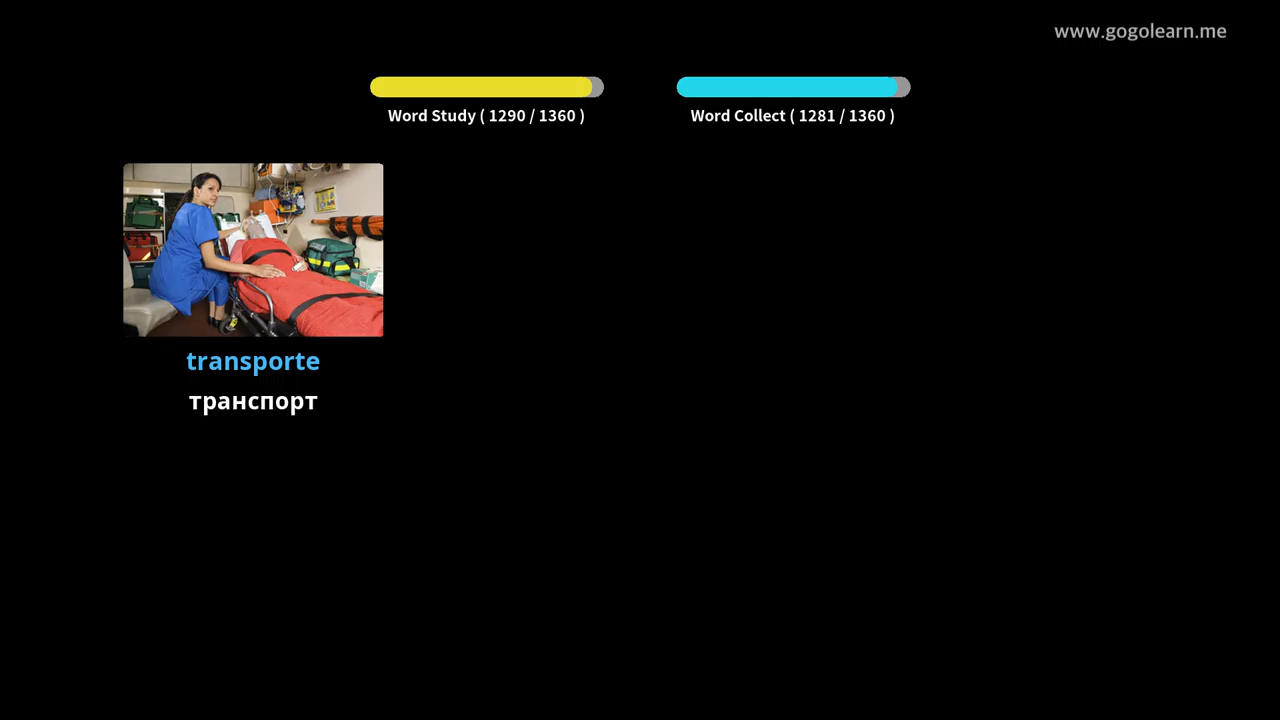 www.gogolearn.me
Word Study ( 1290 / 1360 )
Word Collect ( 1281 / 1360 )
transporte
транспорт